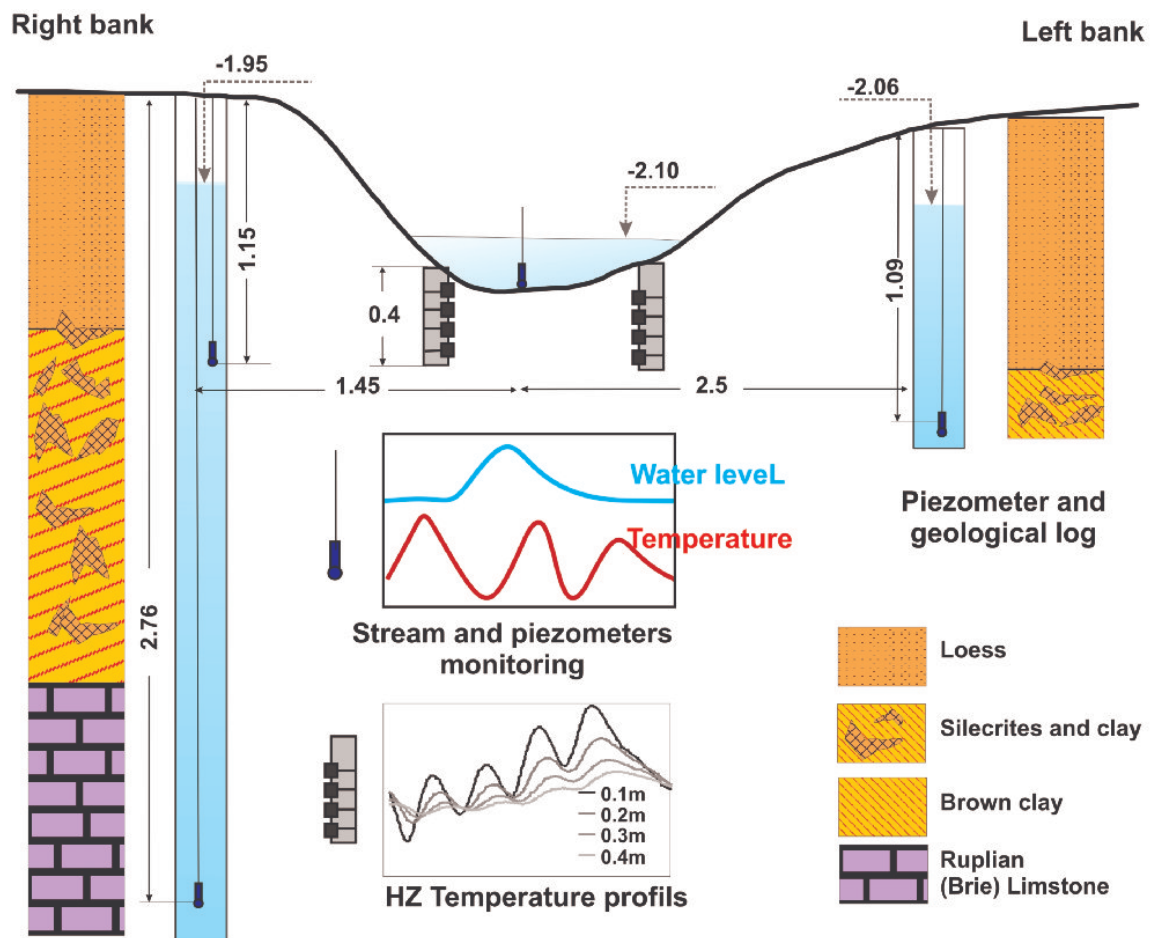 Right bank
Left bank
-1.95
-2.06
-2.10
1.15
1.09
0.4
1.45
2.5
2.76
Water leveL
Temperature
Stream and piezometers
monitoring
Piezometer and
geological log
0.1m
0.2m
0.3m
0.4m
HZ Temperature profils
Loess
Silecrites and clay
Brown clay
Ruplian
(Brie) Limstone